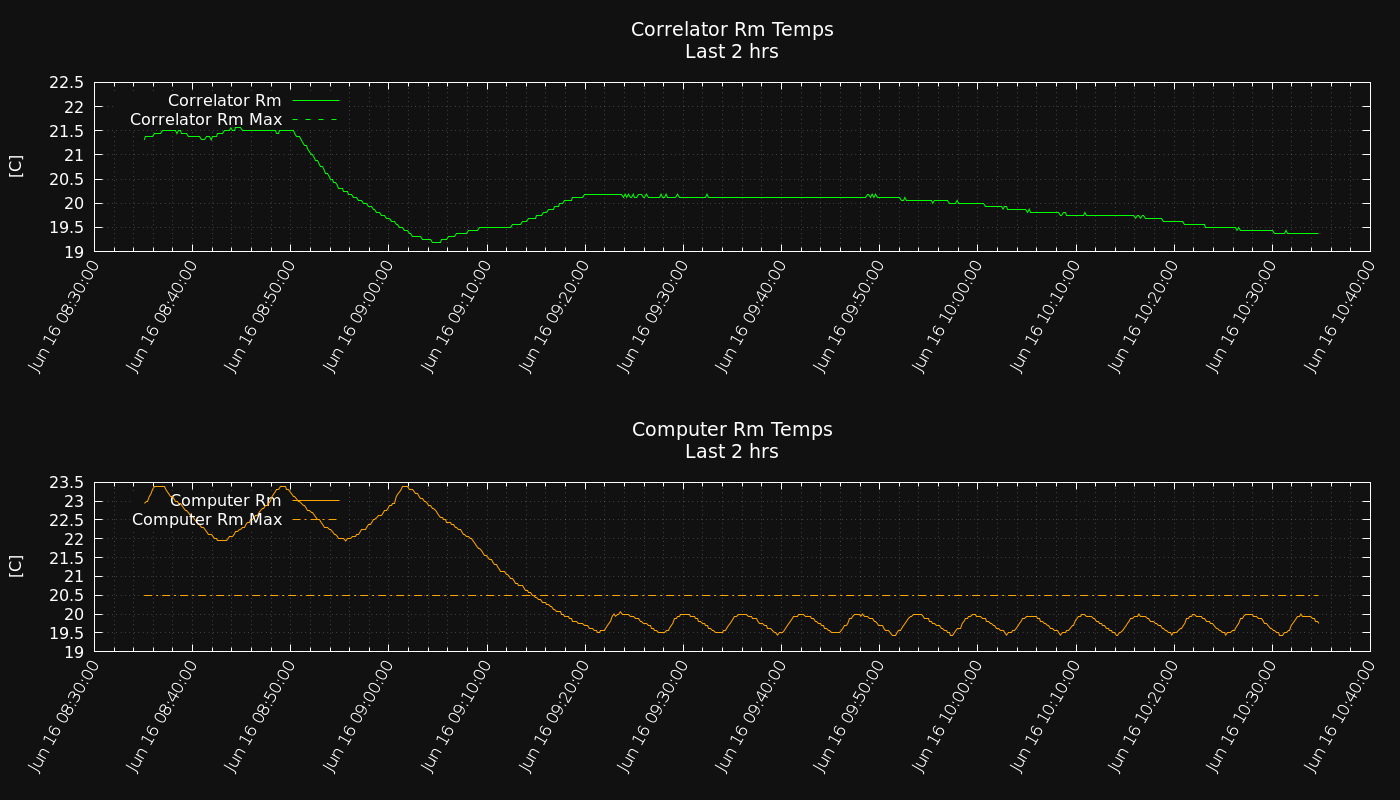 Correlator Rm Temps
Last 2 hrs
22.5
22
21.5
21
20.5
20
19.5
19
[C]
Correlator Rm
Correlator Rm Max
Jun 16 08:30:00
Jun 16 08:40:00
Jun 16 08:50:00
Jun 16 09:00:00
Jun 16 09:10:00
Jun 16 09:20:00
Jun 16 09:30:00
Jun 16 09:40:00
Jun 16 09:50:00
Jun 16 10:00:00
Jun 16 10:10:00
Jun 16 10:20:00
Jun 16 10:30:00
Jun 16 10:40:00
Computer Rm Temps
Last 2 hrs
23.5
23
22.5
22
21.5
21
20.5
20
19.5
19
[C]
Computer Rm
Computer Rm Max
Jun 16 08:30:00
Jun 16 08:40:00
Jun 16 08:50:00
Jun 16 09:00:00
Jun 16 09:10:00
Jun 16 09:20:00
Jun 16 09:30:00
Jun 16 09:40:00
Jun 16 09:50:00
Jun 16 10:00:00
Jun 16 10:10:00
Jun 16 10:20:00
Jun 16 10:30:00
Jun 16 10:40:00